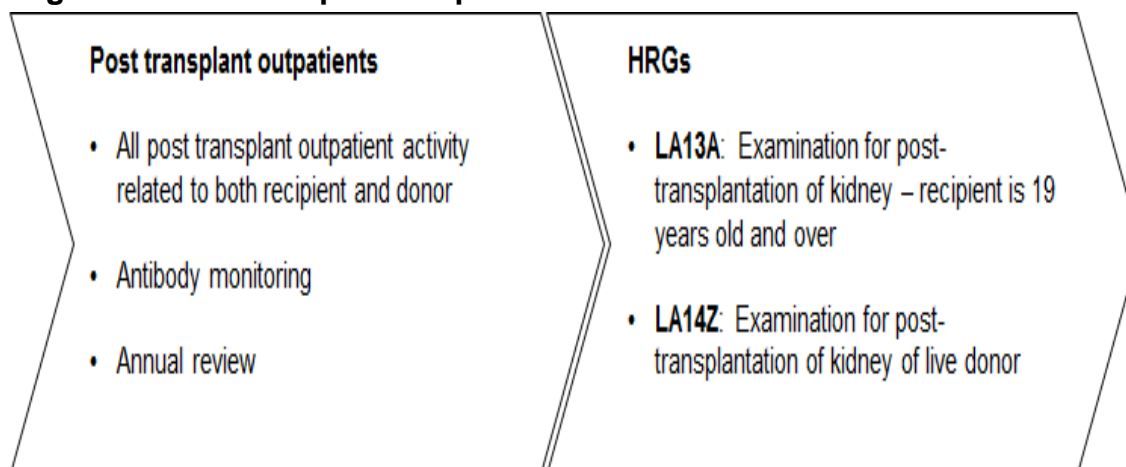 Post transplant outpatients
• All post transplant outpatient activity
related to both recipient and donor
• Antibody monitoring
• Annual review
HRGs
• LA13A: Examination for post-
transplantation of kidney – recipient is 19
years old and over
• LA14Z: Examination for post-
transplantation of kidney of live donor